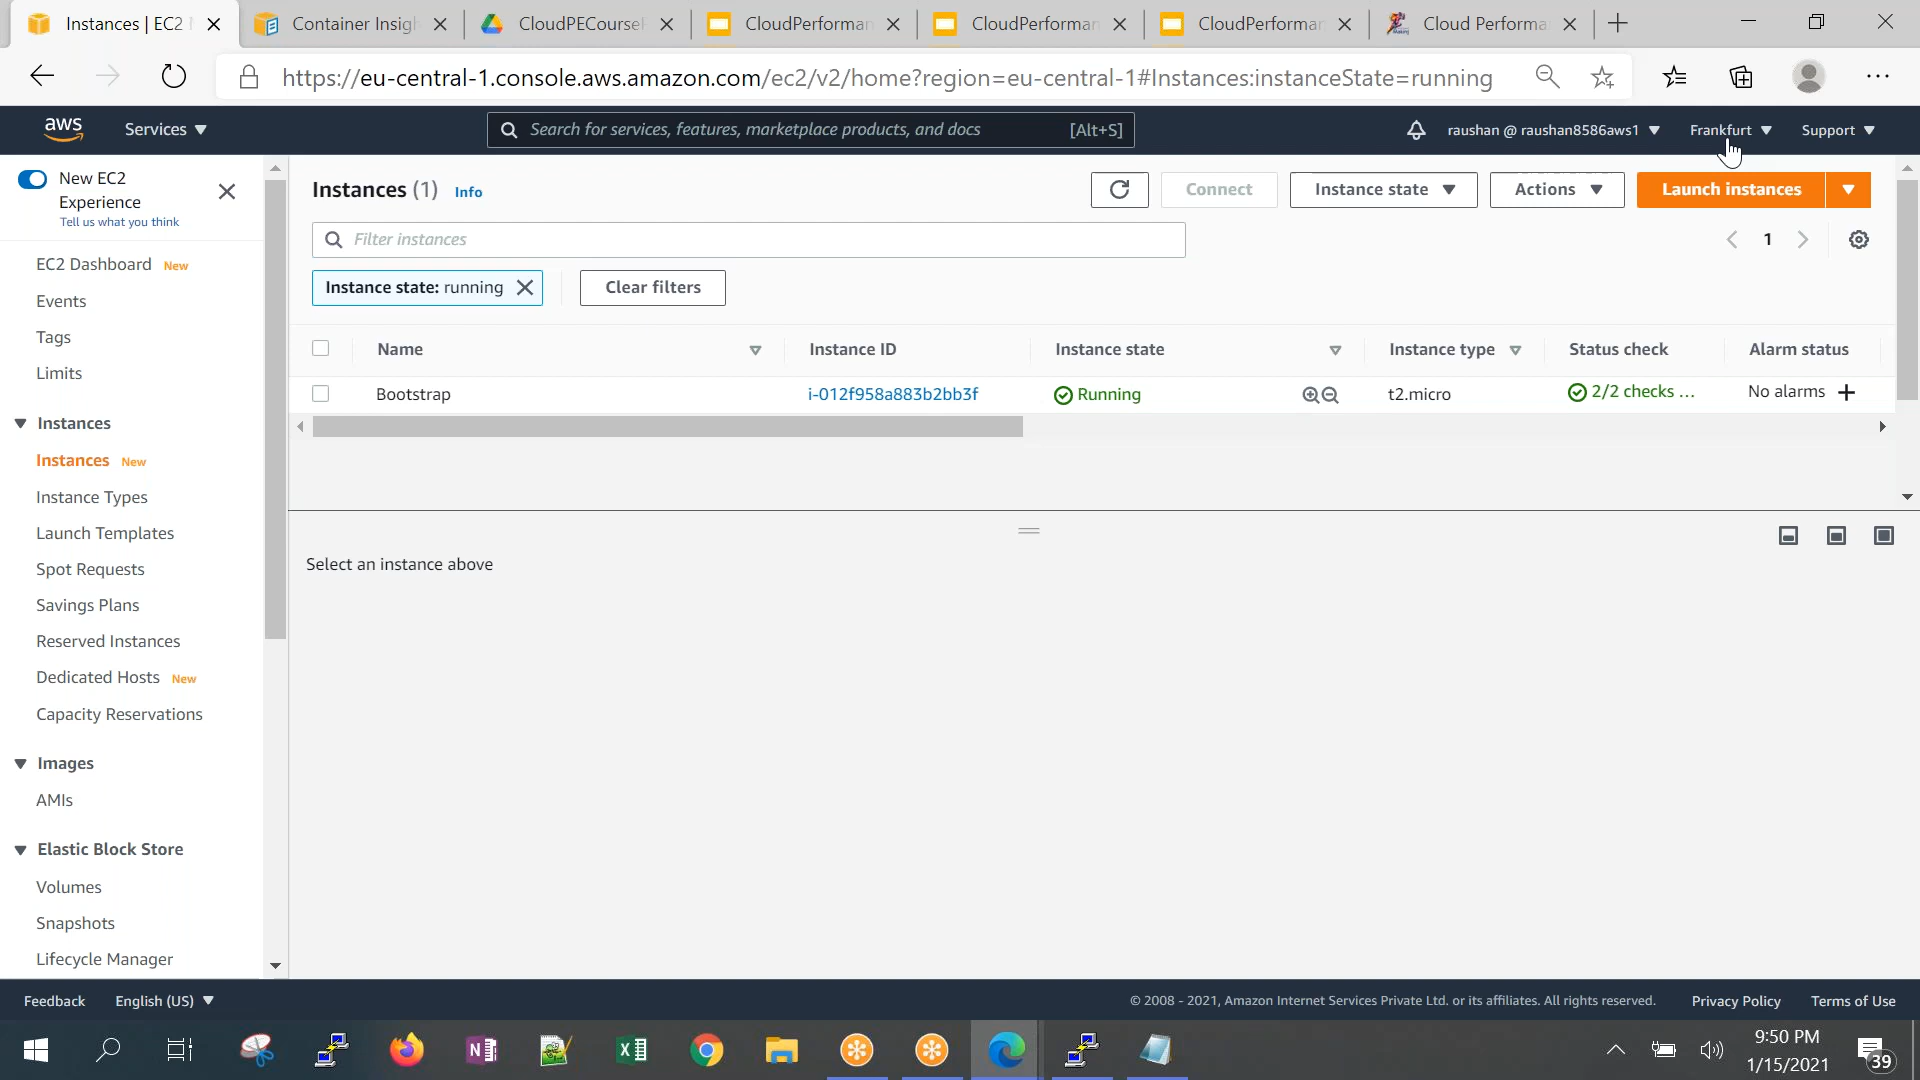 Instances | EC2
Container Insig
CloudPECourse
CloudPerforman
CloudPerforman
CloudPerforman
Cloud Performa
https://eu-central-1.console.aws.amazon.com/ec2/v2/home?region=eu-central-1#Instances:instanceState=running
aws
Services
Search for services, features, marketplace products, and docs
[Alt+S]
raushan @ raushan8586aws1
Frankfurt
Support
New EC2
Experience
Tell us what you think
EC2 Dashboard New
Events
Tags
Limits
Instances
Instances New
Instance Types
Launch Templates
Spot Requests
Savings Plans
Reserved Instances
Dedicated Hosts New
Capacity Reservations
Images
AMIs
Elastic Block Store
Volumes
Snapshots
Lifecycle Manager
Instances (1) Info
Connect
Instance state
Actions
Launch instances
Filter instances
1
Instance state: running
Clear filters
Name
Instance ID
Instance state
Instance type
Status check
Alarm status
Bootstrap
i-012f958a883b2bb3f
Running
t2.micro
2/2 checks ...
No alarms
Select an instance above
Feedback
English (US)
© 2008 - 2021, Amazon Internet Services Private Ltd. or its affiliates. All rights reserved.
Privacy Policy
Terms of Use
9:50 PM
1/15/2021
39